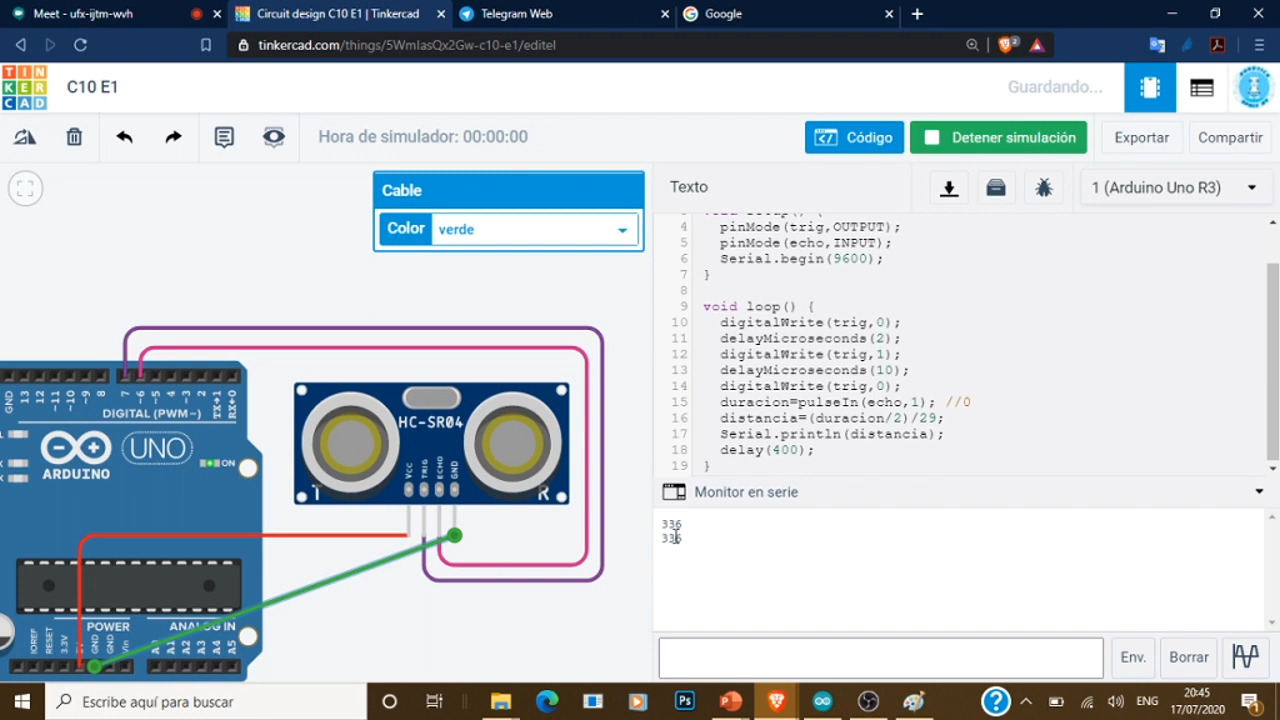 Meet - ufx-ijtm-wvh
Circuit design C10 E1 | Tinkercad
Telegram Web
Google
tinkercad.com/things/5WmlasQx2Gw-c10-e1/editel
2
TIN
KER
CAD
C10 E1
Guardando...
Hora de simulador: 00:00:00
Código
Detener simulación
Exportar
Compartir
Cable
Color
verde
Texto
1 (Arduino Uno R3)
4 pinMode(trig,OUTPUT);
5 pinMode(echo,INPUT);
6 Serial.begin(9600);
7 }
8
9 void loop() {
10 digitalWrite(trig,0);
11 delayMicroseconds(2);
12 digitalWrite(trig,1);
13 delayMicroseconds(10);
14 digitalWrite(trig,0);
15 duracion=pulseIn(echo,1); //0
16 distancia=(duracion/2)/29;
17 Serial.println(distancia);
18 delay(400);
19 }
Monitor en serie
336
336
Env.
Borrar
GND
13
12
~11
~10
~9
8
7
~6
~5
4
~3
2
TX→1
RX←0
DIGITAL (PWM~)
UNO
ARDUINO
ON
HC-SR04
VCC
TRIG
ECHO
GND
T
R
POWER
ANALOG IN
IOREF
RESET
3.3V
5V
GND
GND
Vin
A0
A1
A2
A3
A4
A5
Escribe aquí para buscar
Ps
ENG
20:45
17/07/2020
1